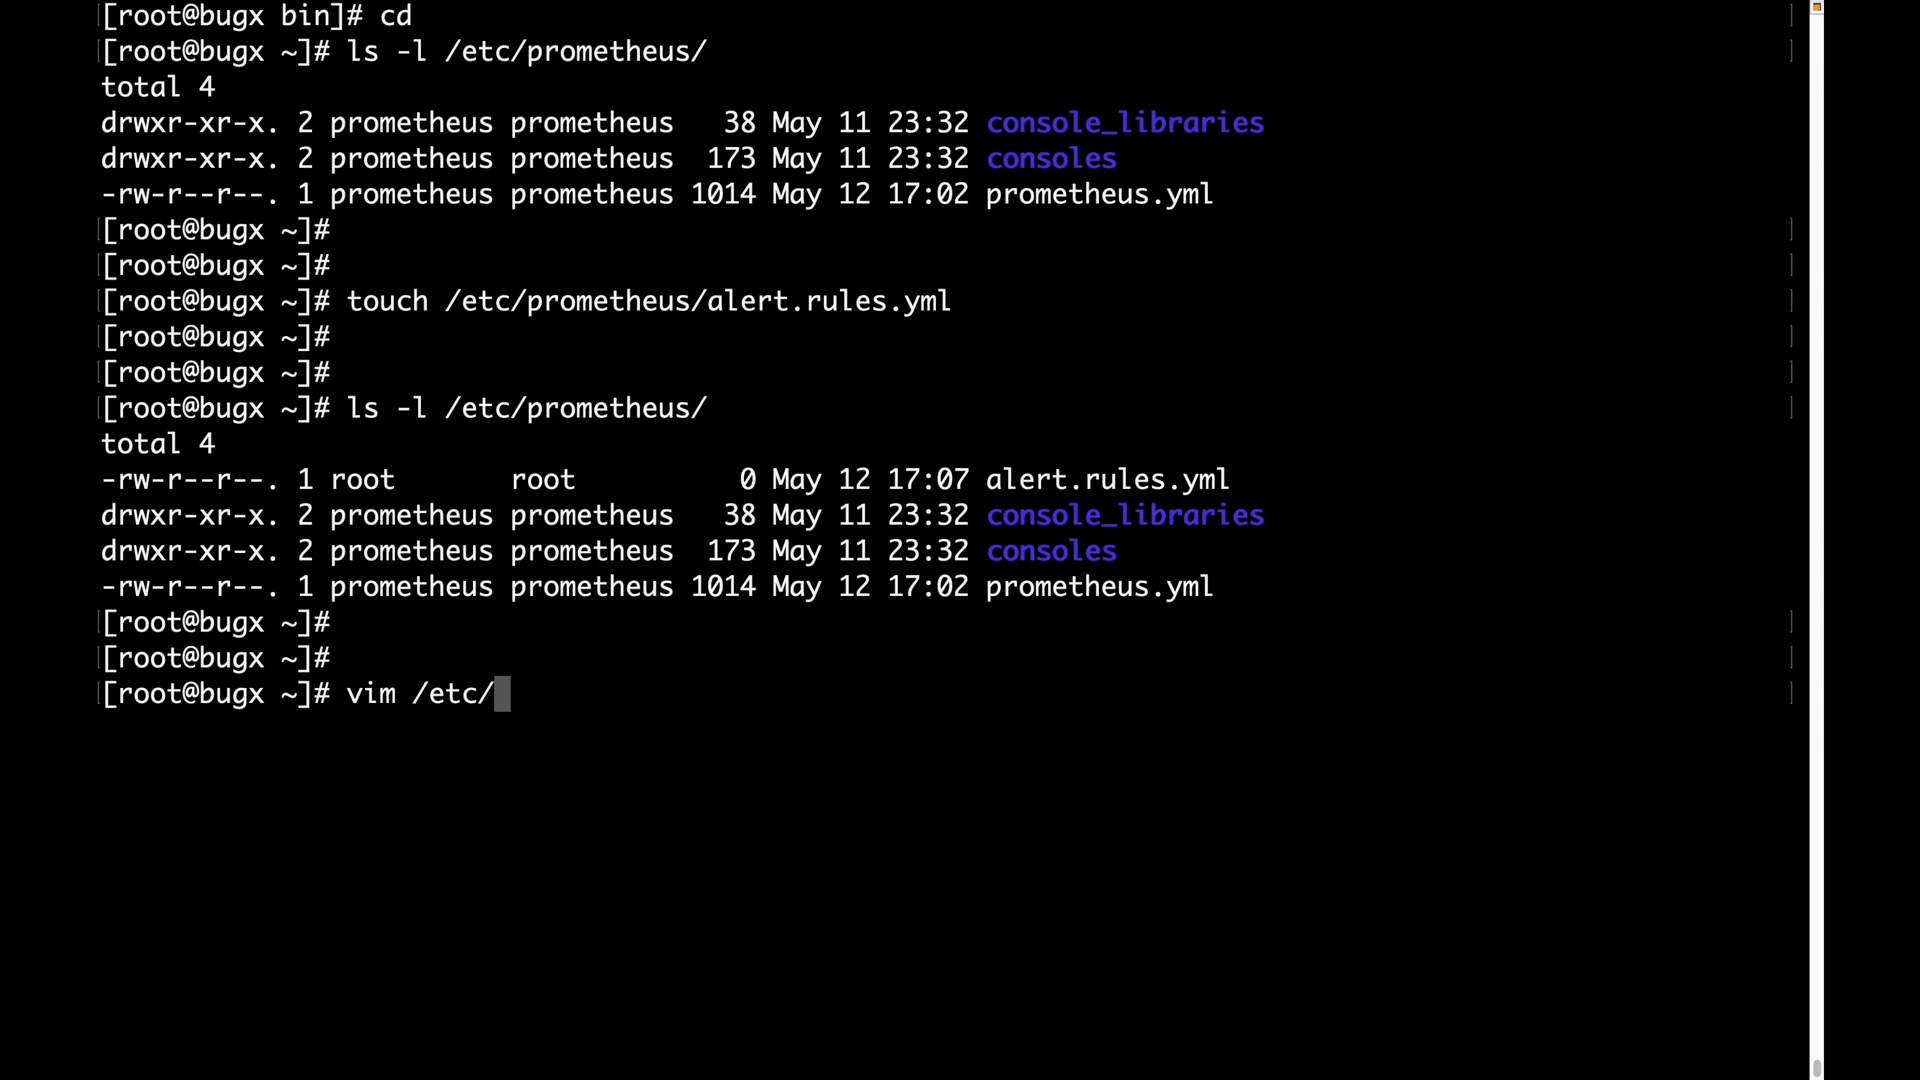 [root@bugx bin]# cd
[root@bugx ~]# ls -l /etc/prometheus/
total 4
drwxr-xr-x. 2 prometheus prometheus   38 May 11 23:32 console_libraries
drwxr-xr-x. 2 prometheus prometheus  173 May 11 23:32 consoles
-rw-r--r--. 1 prometheus prometheus 1014 May 12 17:02 prometheus.yml
[root@bugx ~]#
[root@bugx ~]#
[root@bugx ~]# touch /etc/prometheus/alert.rules.yml
[root@bugx ~]#
[root@bugx ~]#
[root@bugx ~]# ls -l /etc/prometheus/
total 4
-rw-r--r--. 1 root       root          0 May 12 17:07 alert.rules.yml
drwxr-xr-x. 2 prometheus prometheus   38 May 11 23:32 console_libraries
drwxr-xr-x. 2 prometheus prometheus  173 May 11 23:32 consoles
-rw-r--r--. 1 prometheus prometheus 1014 May 12 17:02 prometheus.yml
[root@bugx ~]#
[root@bugx ~]#
[root@bugx ~]# vim /etc/